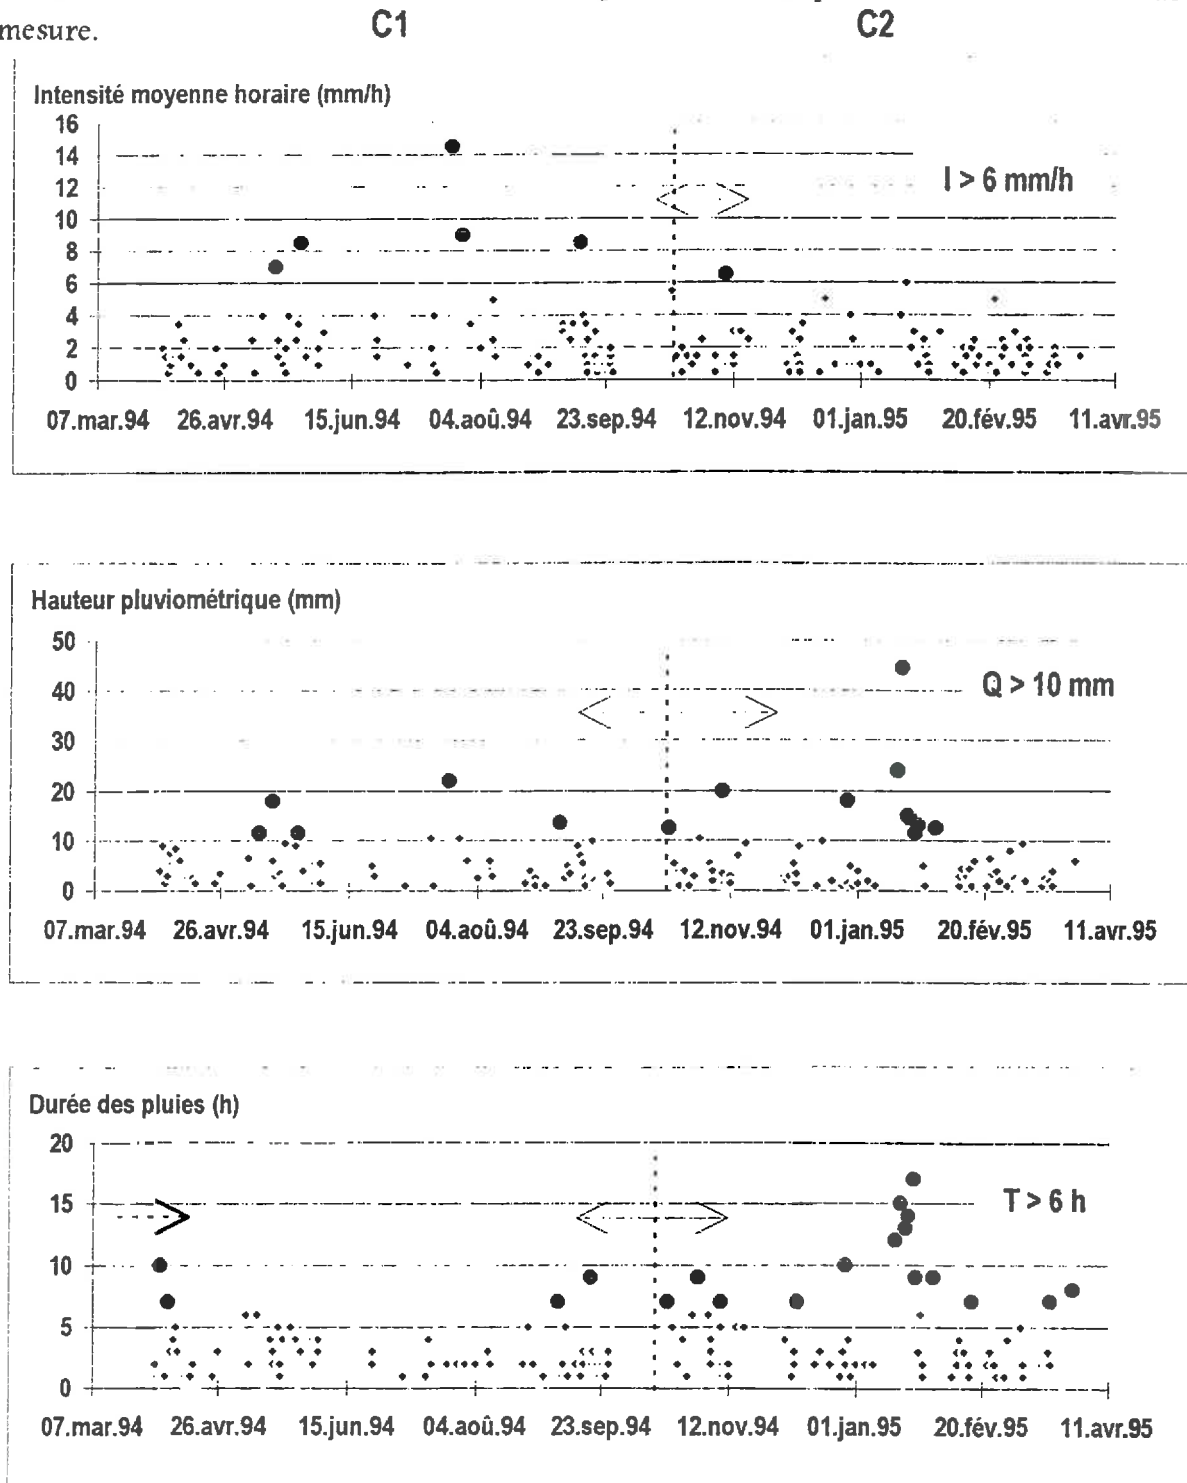 mesure.
C1 C2
Intensité moyenne horaire (mm/h)
16
14
12
10
8
6
4
2
0
I > 6 mm/h
07.mar.94 26.avr.94 15.jun.94 04.aoû.94 23.sep.94 12.nov.94 01.jan.95 20.fév.95 11.avr.95
Hauteur pluviométrique (mm)
50
40
30
20
10
0
Q > 10 mm
07.mar.94 26.avr.94 15.jun.94 04.aoû.94 23.sep.94 12.nov.94 01.jan.95 20.fév.95 11.avr.95
Durée des pluies (h)
20
15
10
5
0
T > 6 h
07.mar.94 26.avr.94 15.jun.94 04.aoû.94 23.sep.94 12.nov.94 01.jan.95 20.fév.95 11.avr.95